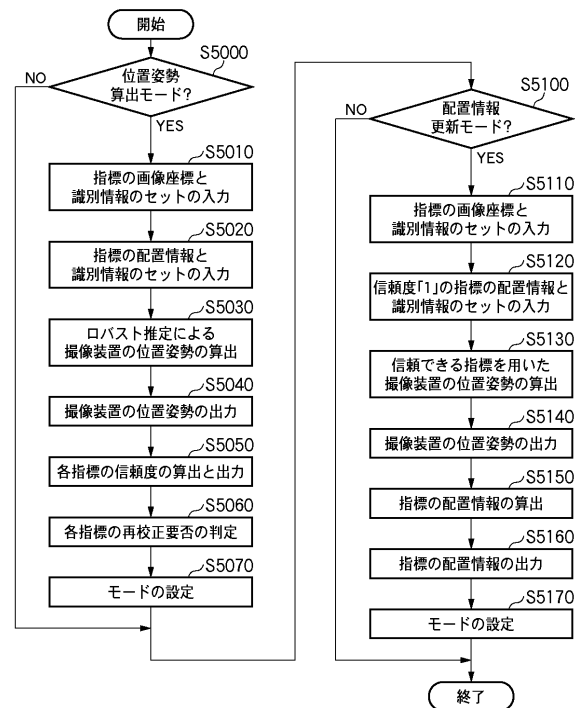 開始
S5000
位置姿勢
算出モード?
NO
YES
S5010
指標の画像座標と
識別情報のセットの入力
S5020
指標の配置情報と
識別情報のセットの入力
S5030
ロバスト推定による
撮像装置の位置姿勢の算出
S5040
撮像装置の位置姿勢の出力
S5050
各指標の信頼度の算出と出力
S5060
各指標の再校正要否の判定
S5070
モードの設定
S5100
配置情報
更新モード?
NO
YES
S5110
指標の画像座標と
識別情報のセットの入力
S5120
信頼度「1」の指標の配置情報と
識別情報のセットの入力
S5130
信頼できる指標を用いた
撮像装置の位置姿勢の算出
S5140
撮像装置の位置姿勢の出力
S5150
指標の配置情報の算出
S5160
指標の配置情報の出力
S5170
モードの設定
終了